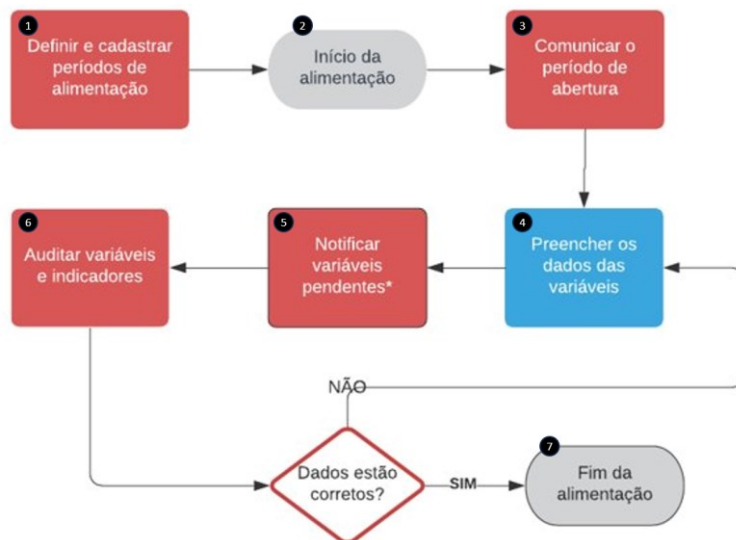 1
Definir e cadastrar
períodos de
alimentação
2
Início da
alimentação
3
Comunicar o
período de
abertura
6
Auditar variáveis
e indicadores
5
Notificar
variáveis
pendentes*
4
Preencher os
dados das
variáveis
NÃO
Dados estão
corretos?
SIM
7
Fim da
alimentação